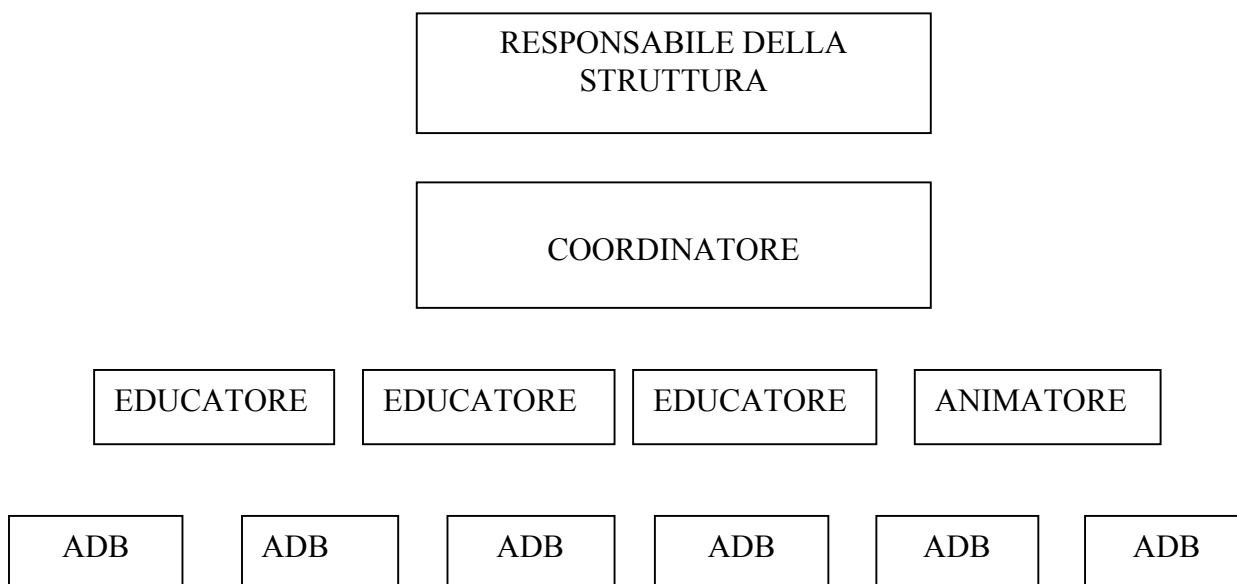 RESPONSABILE DELLA
STRUTTURA
COORDINATORE
EDUCATORE EDUCATORE EDUCATORE ANIMATORE
ADB ADB ADB ADB ADB ADB